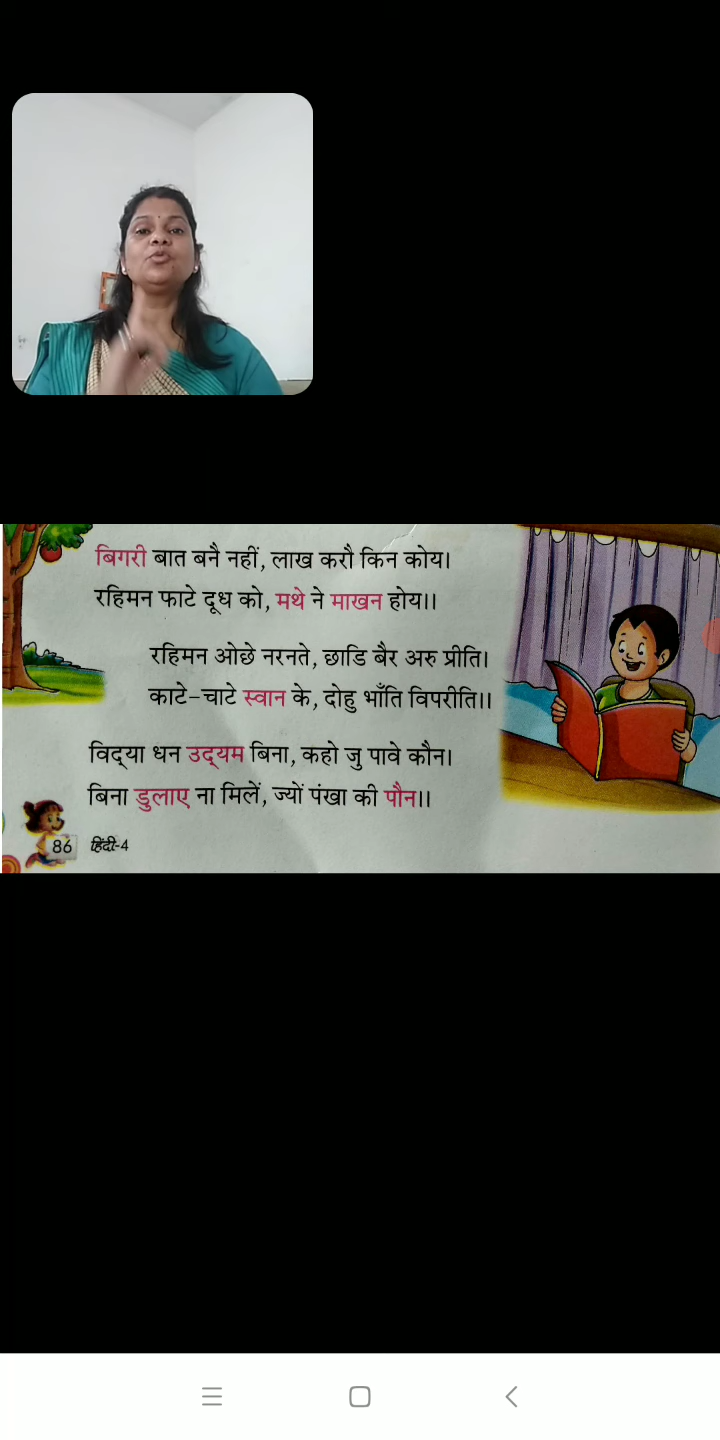 बिगरी बात बनै नहीं, लाख करौ किन कोय।
रहिमन फाटे दूध को, मथे ने माखन होय।।
रहिमन ओछे नरनते, छाडि बैर अरु प्रीति।
काटे-चाटे स्वान के, दोहु भाँति विपरीति।।
विद्‌या धन उद्‌यम बिना, कहो जु पावे कौन।
बिना डुलाए ना मिलें, ज्यों पंखा की पौन।।
86 हिंदी-4